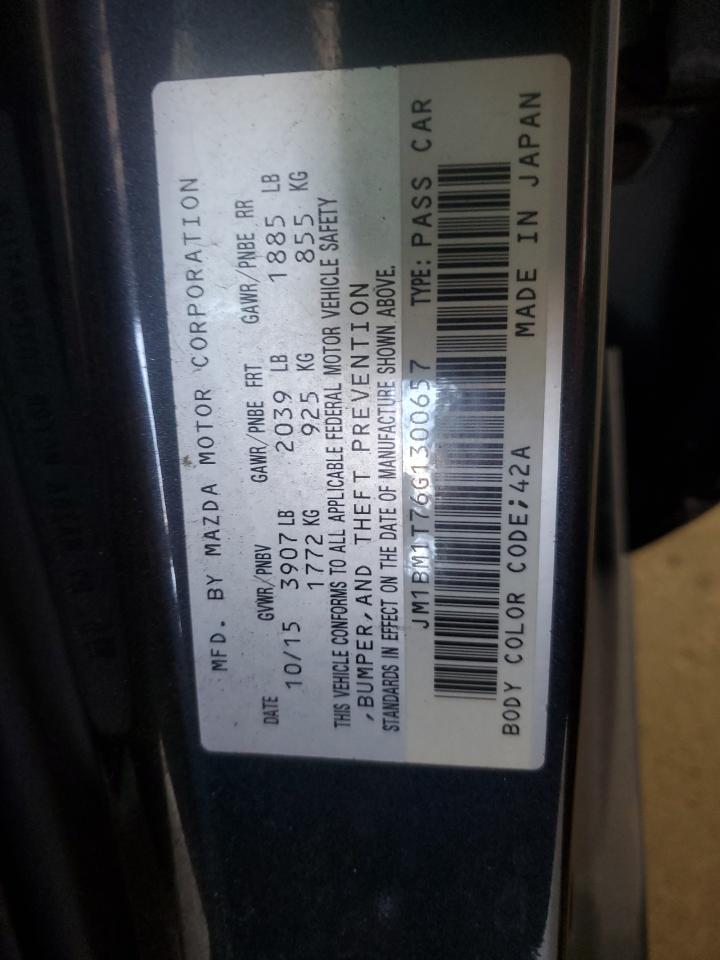 MFD. BY MAZDA MOTOR CORPORATION
DATE GVWR/PNBV GAWR/PNBE FRT GAWR/PNBE RR
10/15 3907 LB 2039 LB 1885 LB
1772 KG 925 KG 855 KG
THIS VEHICLE CONFORMS TO ALL APPLICABLE FEDERAL MOTOR VEHICLE SAFETY
,BUMPER,AND THEFT PREVENTION
STANDARDS IN EFFECT ON THE DATE OF MANUFACTURE SHOWN ABOVE.
JM1BM1T76G1300657 TYPE: PASS CAR
BODY COLOR CODE;42A MADE IN JAPAN